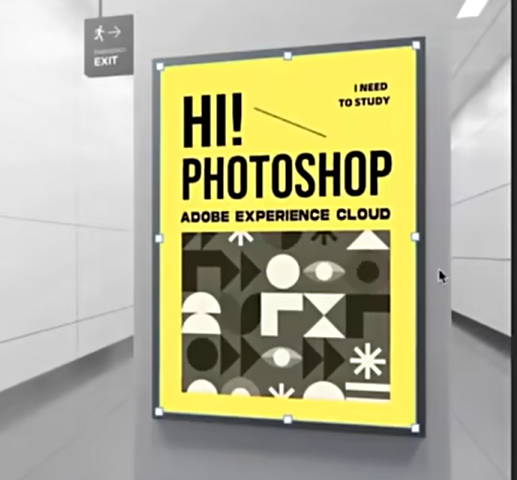 EXIT
I NEED
TO STUDY
HI!
PHOTOSHOP
ADOBE EXPERIENCE CLOUD